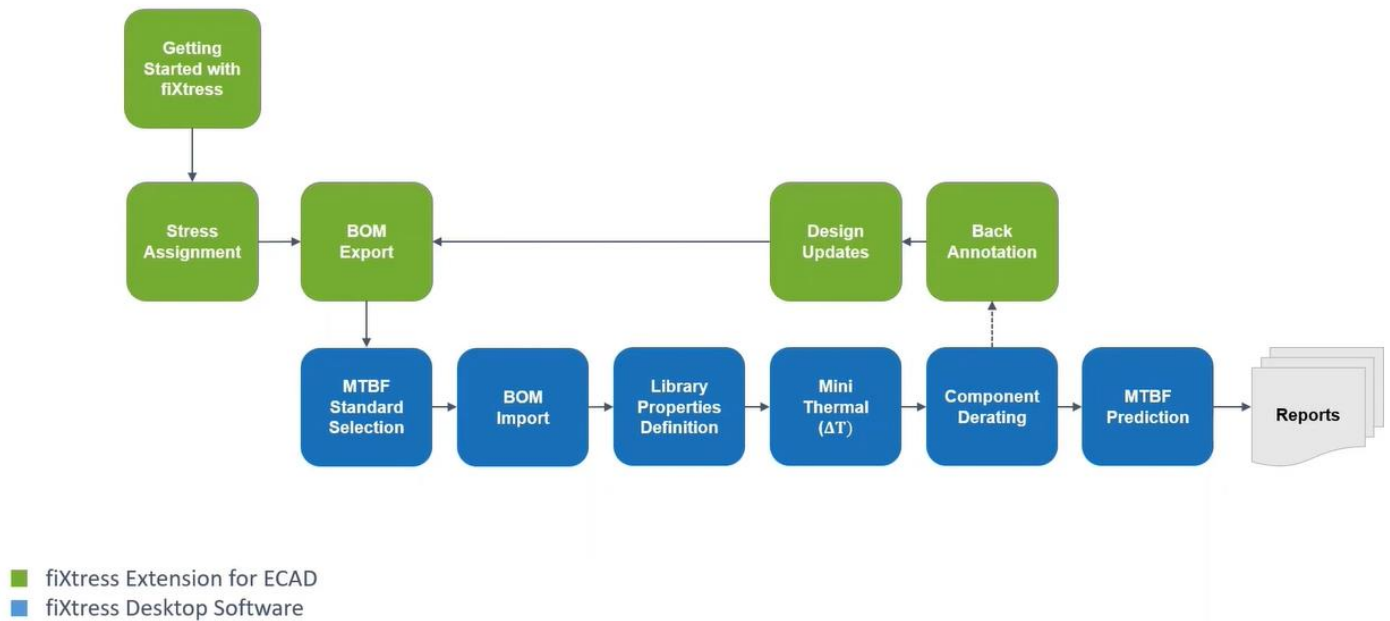 Getting
Started with
fiXtress
Stress
Assignment
BOM
Export
Design
Updates
Back
Annotation
MTBF
Standard
Selection
BOM
Import
Library
Properties
Definition
Mini
Thermal
(ΔT)
Component
Derating
MTBF
Prediction
Reports
fiXtress Extension for ECAD
fiXtress Desktop Software